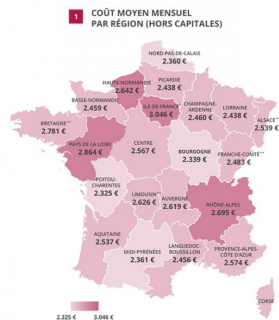 1 COÛT MOYEN MENSUEL
PAR RÉGION (HORS CAPITALES)
NORD-PAS-DE-CALAIS
2.360 €
HAUTE-NORMANDIE
2.642 €
PICARDIE
2.438 €
BASSE-NORMANDIE
2.459 €
ILE-DE-FRANCE*
3.046 €
CHAMPAGNE-
ARDENNE
2.460 €
LORRAINE
2.438 €
ALSACE**
2.539 €
BRETAGNE**
2.781 €
PAYS DE LA LOIRE
2.864 €
CENTRE
2.567 €
BOURGOGNE
2.339 €
FRANCHE-COMTÉ**
2.483 €
POITOU-
CHARENTES
2.325 €
LIMOUSIN**
2.626 €
AUVERGNE
2.619 €
RHÔNE-ALPES
2.695 €
AQUITAINE
2.537 €
MIDI-PYRÉNÉES
2.361 €
LANGUEDOC-
ROUSSILLON
2.456 €
PROVENCE-ALPES-
CÔTE D'AZUR
2.574 €
CORSE
2.325 € 3.046 €